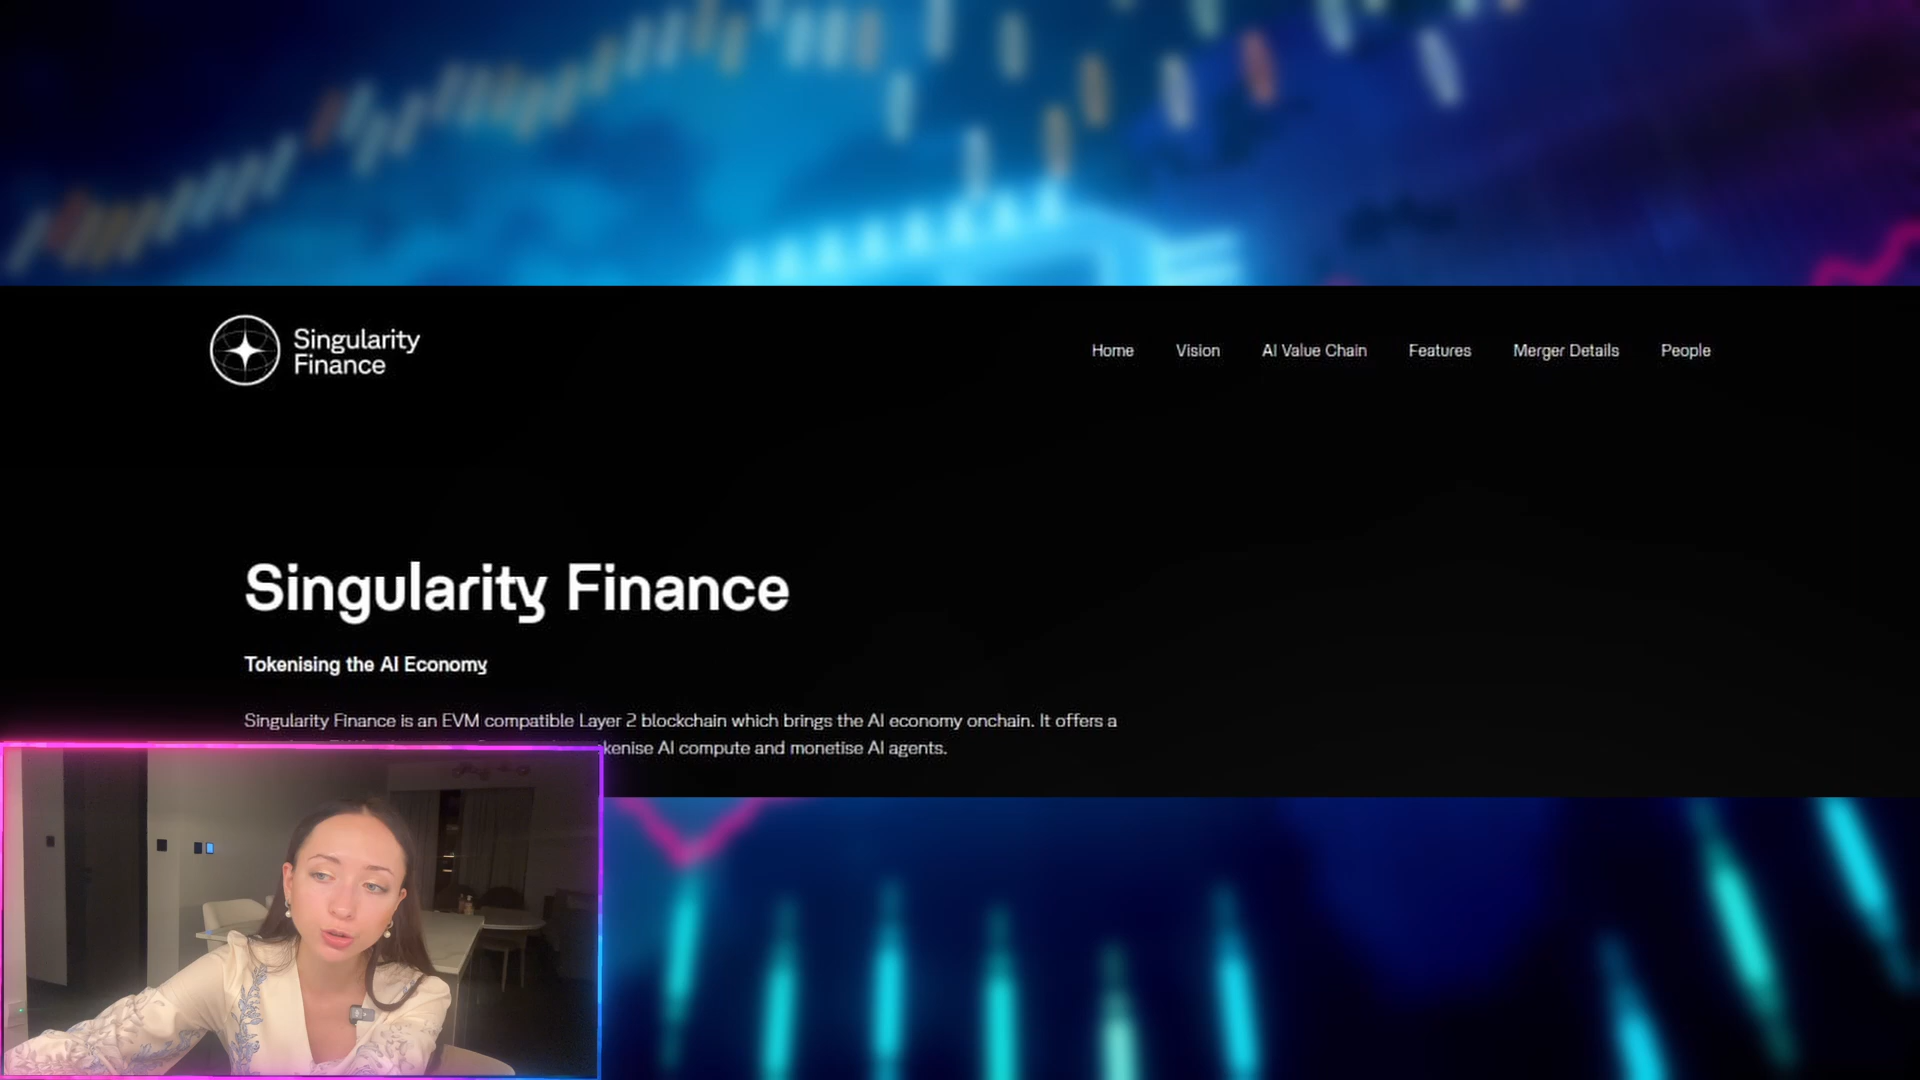 Singularity
Finance
Home Vision AI Value Chain Features Merger Details People
Singularity Finance
Tokenising the AI Economy
Singularity Finance is an EVM compatible Layer 2 blockchain which brings the AI economy onchain. It offers a
kenise AI compute and monetise AI agents.